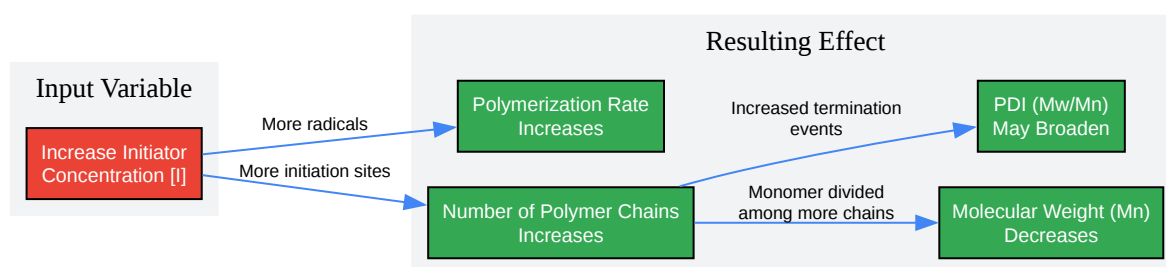 Resulting Effect
Input Variable
Increase Initiator
Concentration [I]
More radicals
More initiation sites
Polymerization Rate
Increases
Number of Polymer Chains
Increases
Increased termination
events
Monomer divided
among more chains
PDI (Mw/Mn)
May Broaden
Molecular Weight (Mn)
Decreases